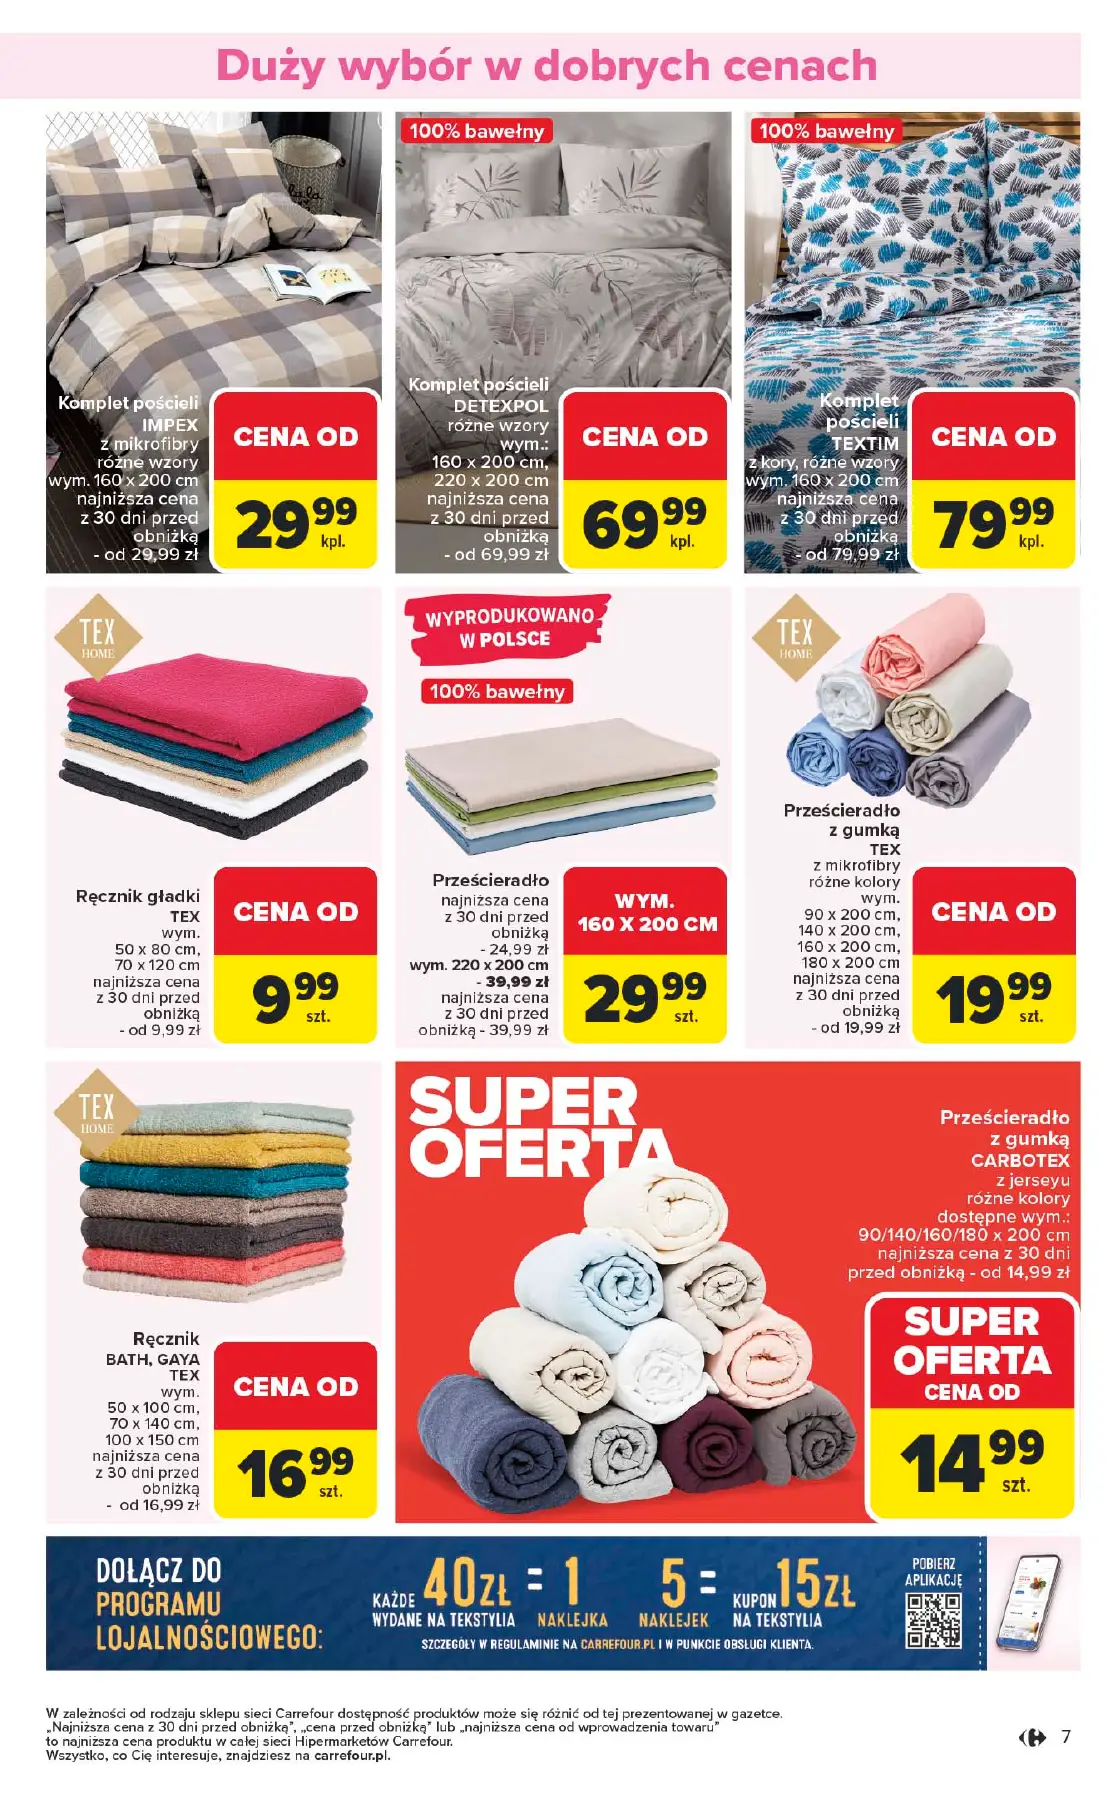 Duży wybór w dobrych cenach
Komplet pościeli
IMPEX
z mikrofibry
różne wzory
wym. 160 x 200 cm
najniższa cena
z 30 dni przed
obniżką
- od 29,99 zł
CENA OD
29 99
kpl.
100% bawełny
Komplet pościeli
DETEXPOL
różne wzory
wym.:
160 x 200 cm,
220 x 200 cm
najniższa cena
z 30 dni przed
obniżką
- od 69,99 zł
CENA OD
69 99
kpl.
100% bawełny
Komplet
pościeli
TEXTIM
z kory, różne wzory
wym. 160 x 200 cm
najniższa cena
z 30 dni przed
obniżką
- od 79,99 zł
CENA OD
79 99
kpl.
TEX
HOME
Ręcznik gładki
TEX
wym.
50 x 80 cm,
70 x 120 cm
najniższa cena
z 30 dni przed
obniżką
- od 9,99 zł
CENA OD
9 99
szt.
WYPRODUKOWANO
W POLSCE
100% bawełny
Prześcieradło
najniższa cena
z 30 dni przed
obniżką
- 24,99 zł
wym. 220 x 200 cm
- 39,99 zł
najniższa cena
z 30 dni przed
obniżką - 39,99 zł
WYM.
160 X 200 CM
29 99
szt.
TEX
HOME
Prześcieradło
z gumką
TEX
z mikrofibry
różne kolory
wym.
90 x 200 cm,
140 x 200 cm,
160 x 200 cm,
180 x 200 cm
najniższa cena
z 30 dni przed
obniżką
- od 19,99 zł
CENA OD
19 99
szt.
TEX
HOME
Ręcznik
BATH, GAYA
TEX
wym.
50 x 100 cm,
70 x 140 cm,
100 x 150 cm
najniższa cena
z 30 dni przed
obniżką
- od 16,99 zł
CENA OD
16 99
szt.
SUPER
OFERTA
Prześcieradło
z gumką
CARBOTEX
z jerseyu
różne kolory
dostępne wym.:
90/140/160/180 x 200 cm
najniższa cena z 30 dni
przed obniżką - od 14,99 zł
SUPER
OFERTA
CENA OD
14 99
szt.
DOŁĄCZ DO
PROGRAMU
LOJALNOŚCIOWEGO:
KAŻDE 40ZŁ = 1 5 = KUPON 15ZŁ
WYDANE NA TEKSTYLIA NAKLEJKA NAKLEJEK NA TEKSTYLIA
SZCZEGÓŁY W REGULAMINIE NA CARREFOUR.PL I W PUNKCIE OBSŁUGI KLIENTA.
POBIERZ
APLIKACJĘ
W zależności od rodzaju sklepu sieci Carrefour dostępność produktów może się różnić od tej prezentowanej w gazetce.
„Najniższa cena z 30 dni przed obniżką”, „cena przed obniżką” lub „najniższa cena od wprowadzenia towaru”
to najniższa cena produktu w całej sieci Hipermarketów Carrefour.
Wszystko, co Cię interesuje, znajdziesz na carrefour.pl.
7